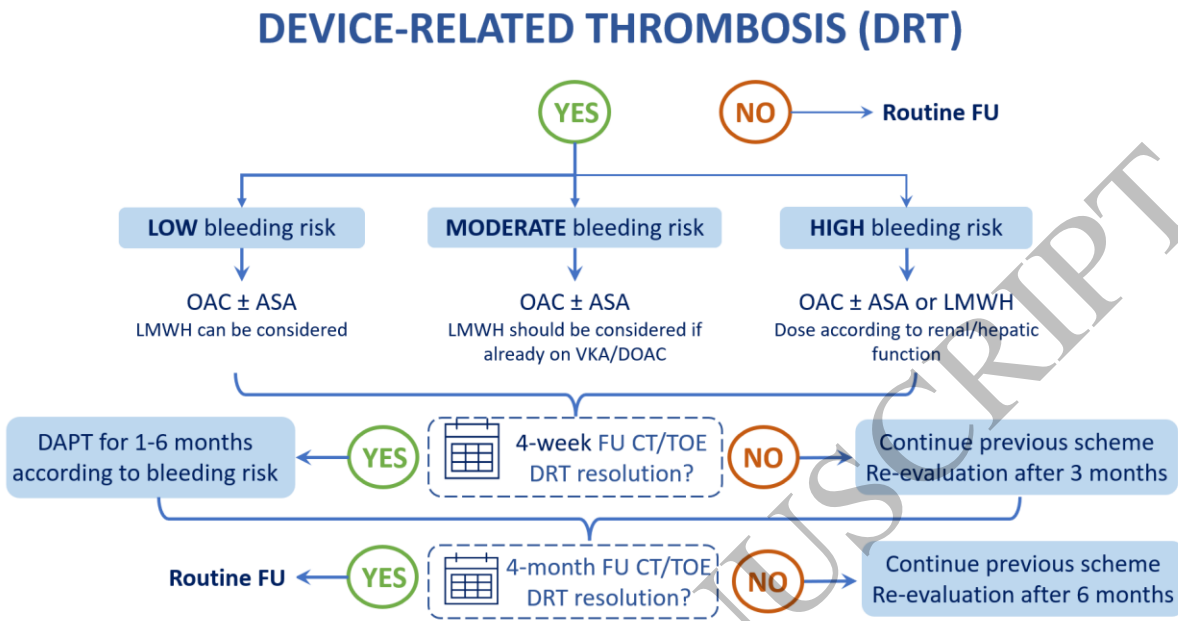 DEVICE-RELATED THROMBOSIS (DRT)
YES
NO
Routine FU
LOW bleeding risk
MODERATE bleeding risk
HIGH bleeding risk
OAC ± ASA
LMWH can be considered
OAC ± ASA
LMWH should be considered if
already on VKA/DOAC
OAC ± ASA or LMWH
Dose according to renal/hepatic
function
DAPT for 1-6 months
according to bleeding risk
YES
4-week FU CT/TOE
DRT resolution?
NO
Continue previous scheme
Re-evaluation after 3 months
Routine FU
YES
4-month FU CT/TOE
DRT resolution?
NO
Continue previous scheme
Re-evaluation after 6 months
USCRIPT